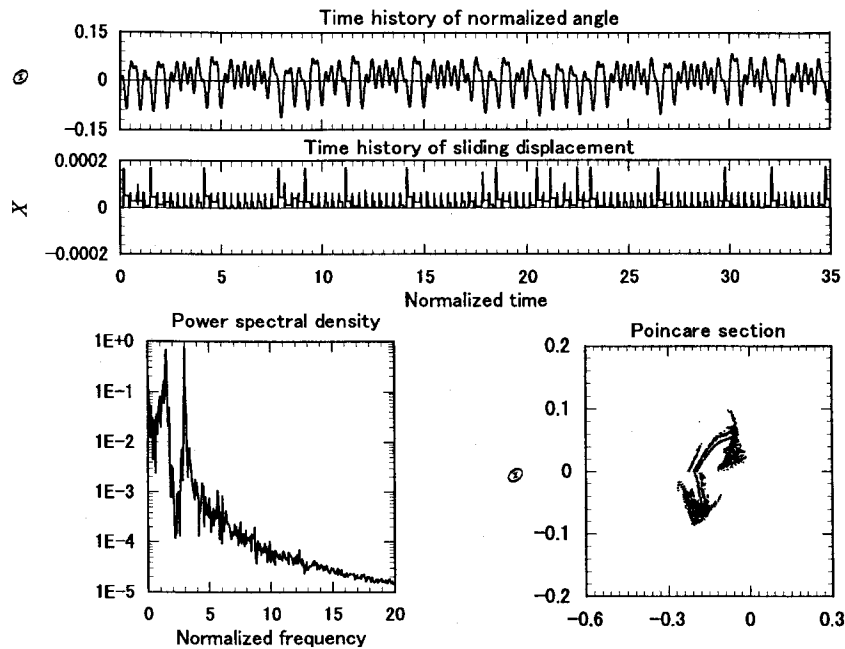 Time history of normalized angle
0.15
Θ
0
−0.15
Time history of sliding displacement
0.0002
X
0
−0.0002
0 5 10 15 20 25 30 35
Normalized time
Power spectral density
1E+0
1E-1
1E-2
1E-3
1E-4
1E-5
0 5 10 15 20
Normalized frequency
Poincare section
0.2
0.1
Θ
0
−0.1
−0.2
−0.6 −0.3 0 0.3